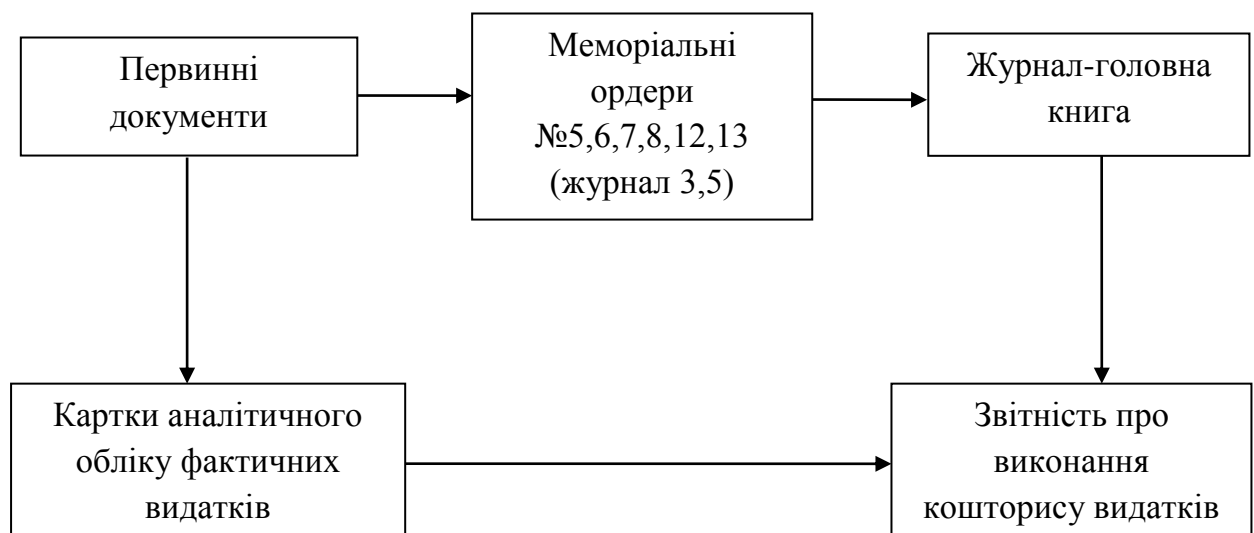 Первинні
документи
Меморіальні
ордери
№5,6,7,8,12,13
(журнал 3,5)
Журнал-головна
книга
Картки аналітичного
обліку фактичних
видатків
Звітність про
виконання
кошторису видатків